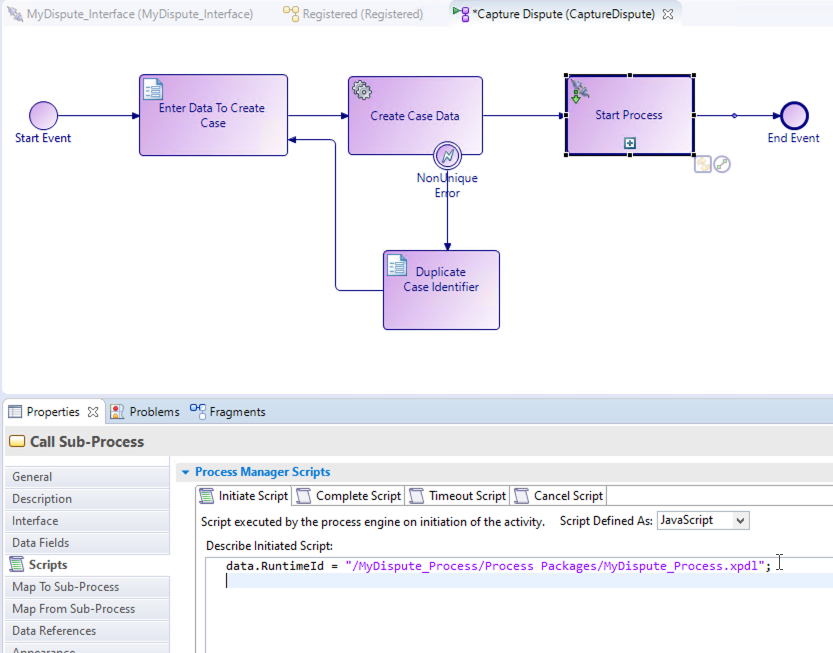 MyDispute_Interface (MyDispute_Interface)
Registered (Registered)
*Capture Dispute (CaptureDispute)
Start Event
Enter Data To Create
Case
Create Case Data
NonUnique
Error
Start Process
End Event
Duplicate
Case Identifier
Properties
Problems
Fragments
Call Sub-Process
General
Description
Interface
Data Fields
Scripts
Map To Sub-Process
Map From Sub-Process
Data References
Appearance
Process Manager Scripts
Initiate Script
Complete Script
Timeout Script
Cancel Script
Script executed by the process engine on initiation of the activity.
Script Defined As:
JavaScript
Describe Initiated Script:
data.RuntimeId = "/MyDispute_Process/Process Packages/MyDispute_Process.xpdl";